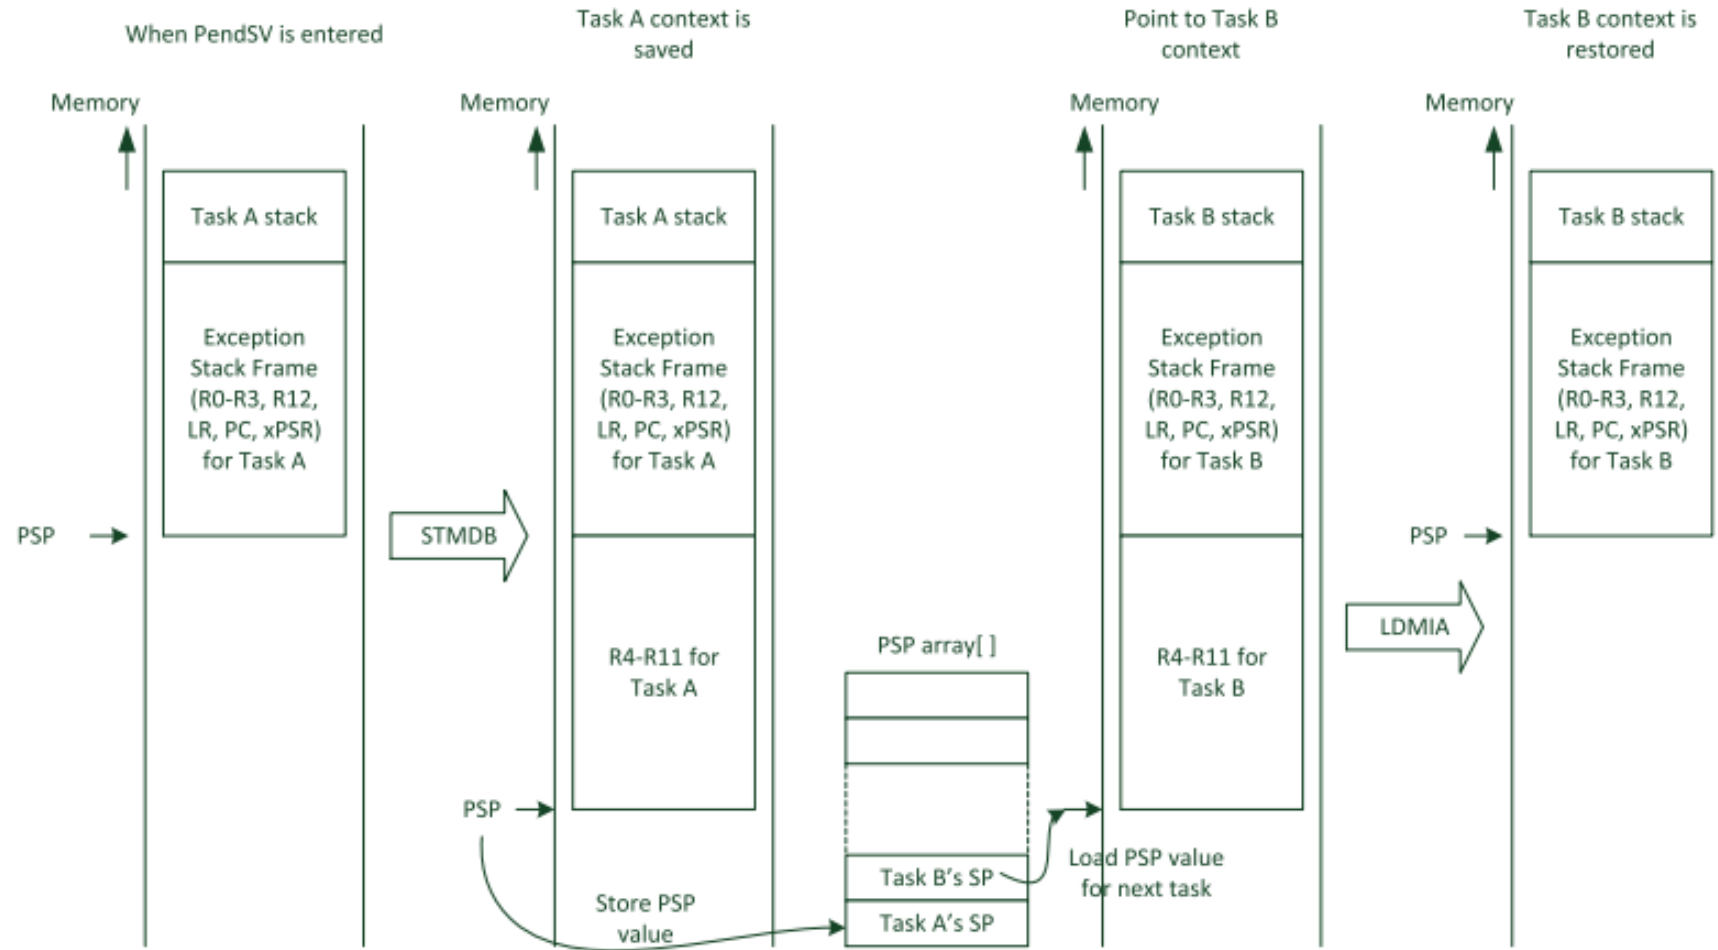 When PendSV is entered
Task A context is
saved
Point to Task B
context
Task B context is
restored
Memory
Memory
Memory
Memory
Task A stack
Task A stack
Task B stack
Task B stack
Exception
Stack Frame
(R0-R3, R12,
LR, PC, xPSR)
for Task A
Exception
Stack Frame
(R0-R3, R12,
LR, PC, xPSR)
for Task A
Exception
Stack Frame
(R0-R3, R12,
LR, PC, xPSR)
for Task B
Exception
Stack Frame
(R0-R3, R12,
LR, PC, xPSR)
for Task B
PSP
STMDB
PSP
LDMIA
R4-R11 for
Task A
PSP array[ ]
R4-R11 for
Task B
PSP
Task B's SP
Task A's SP
Load PSP value
for next task
Store PSP
value